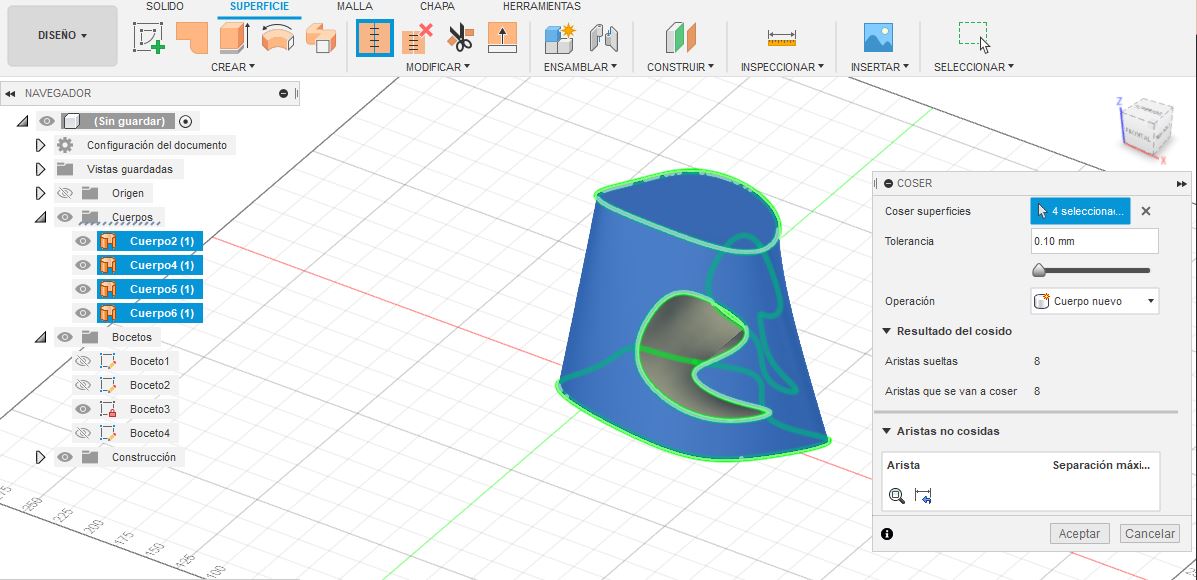 SOLIDO SUPERFICIE MALLA CHAPA HERRAMIENTAS
DISEÑO
CREAR MODIFICAR ENSAMBLAR CONSTRUIR INSPECCIONAR INSERTAR SELECCIONAR
NAVEGADOR
(Sin guardar)
Configuración del documento
Vistas guardadas
Origen
Cuerpos
Cuerpo2 (1)
Cuerpo4 (1)
Cuerpo5 (1)
Cuerpo6 (1)
Bocetos
Boceto1
Boceto2
Boceto3
Boceto4
Construcción
250
225
200
175
150
125
100
Z
FRONTAL
X
COSER
Coser superficies 4 seleccionar...
Tolerancia 0.10 mm
Operación Cuerpo nuevo
Resultado del cosido
Aristas sueltas 8
Aristas que se van a coser 8
Aristas no cosidas
Arista Separación máxi...
Aceptar Cancelar